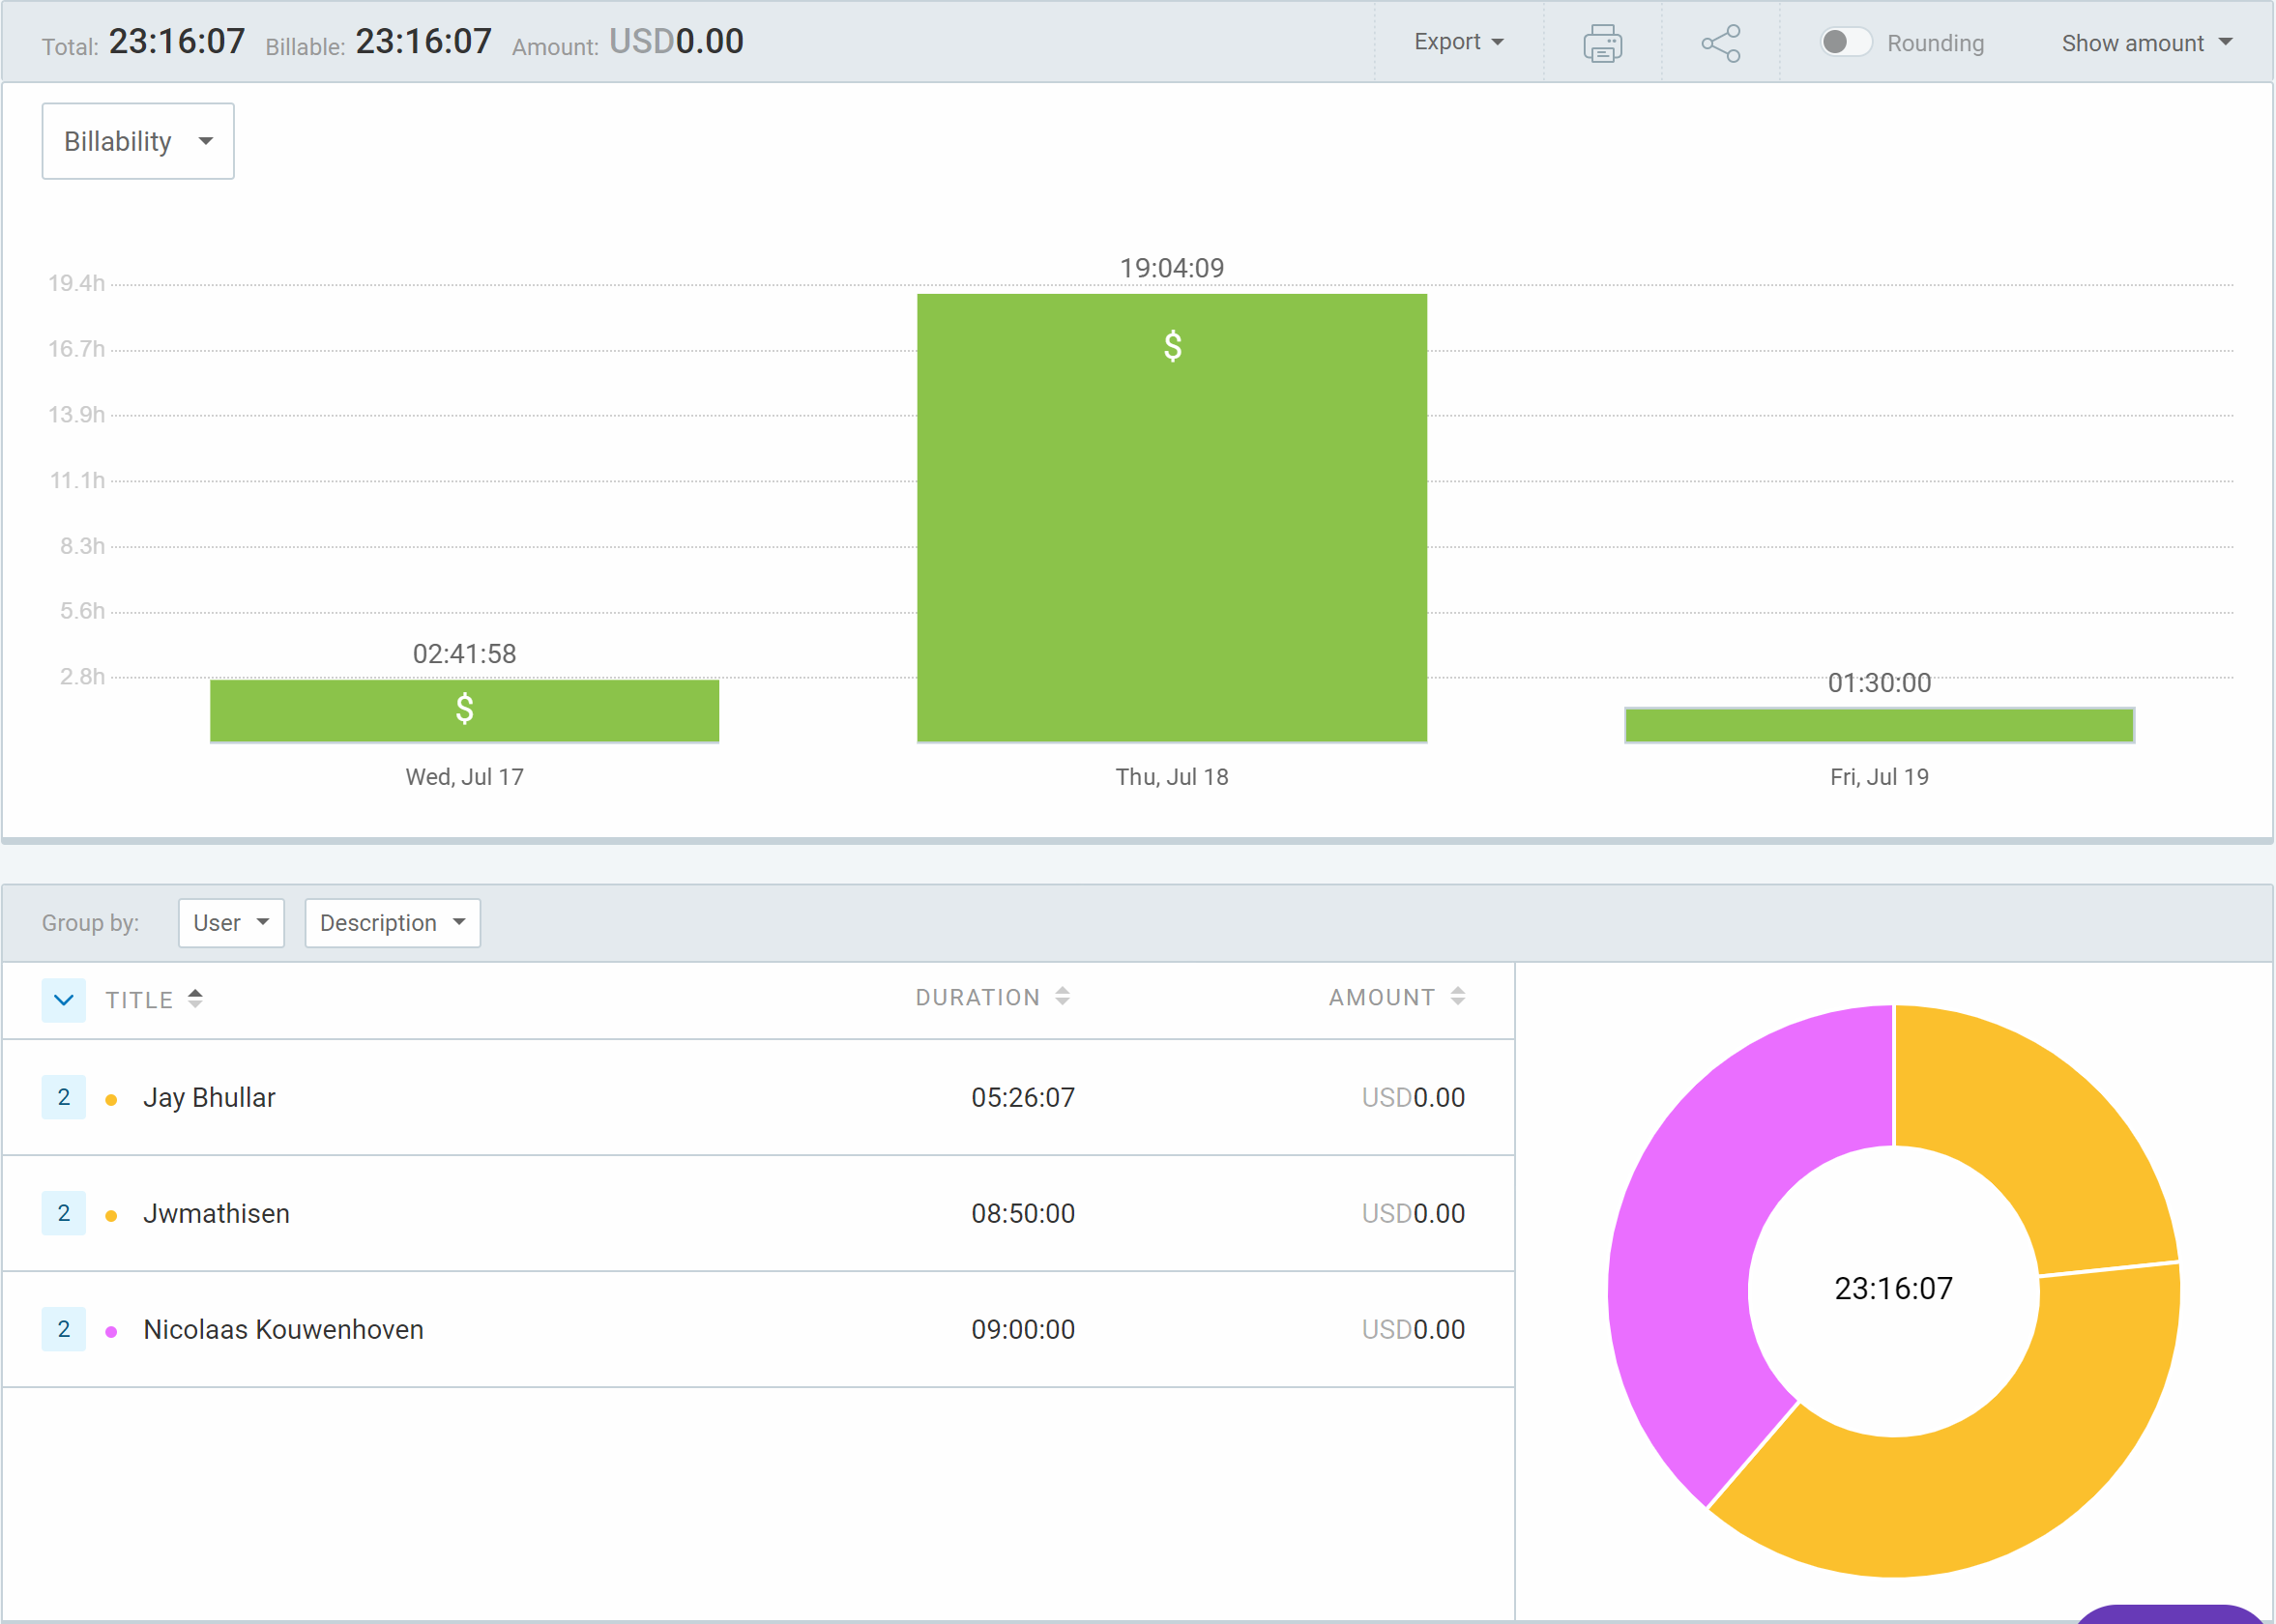 Total: 23:16:07 Billable: 23:16:07 Amount: USD0.00 Export Rounding Show amount
Billability
19:04:09
19.4h
$
16.7h
13.9h
11.1h
8.3h
5.6h
02:41:58
2.8h
01:30:00
$
Wed, Jul 17 Thu, Jul 18 Fri, Jul 19
Group by: User Description
TITLE DURATION AMOUNT
2 Jay Bhullar 05:26:07 USD0.00
2 Jwmathisen 08:50:00 USD0.00
2 Nicolaas Kouwenhoven 09:00:00 USD0.00
23:16:07